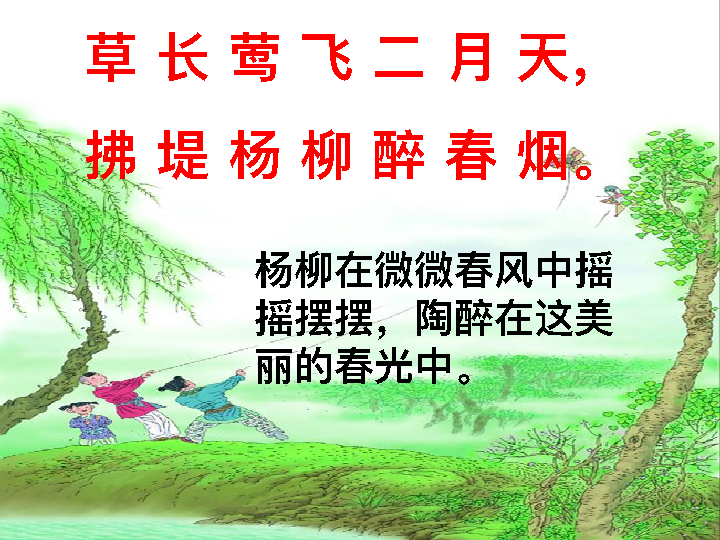 草长莺飞二月天，
拂堤杨柳醉春烟。
杨柳在微微春风中摇
摇摆摆，陶醉在这美
丽的春光中。